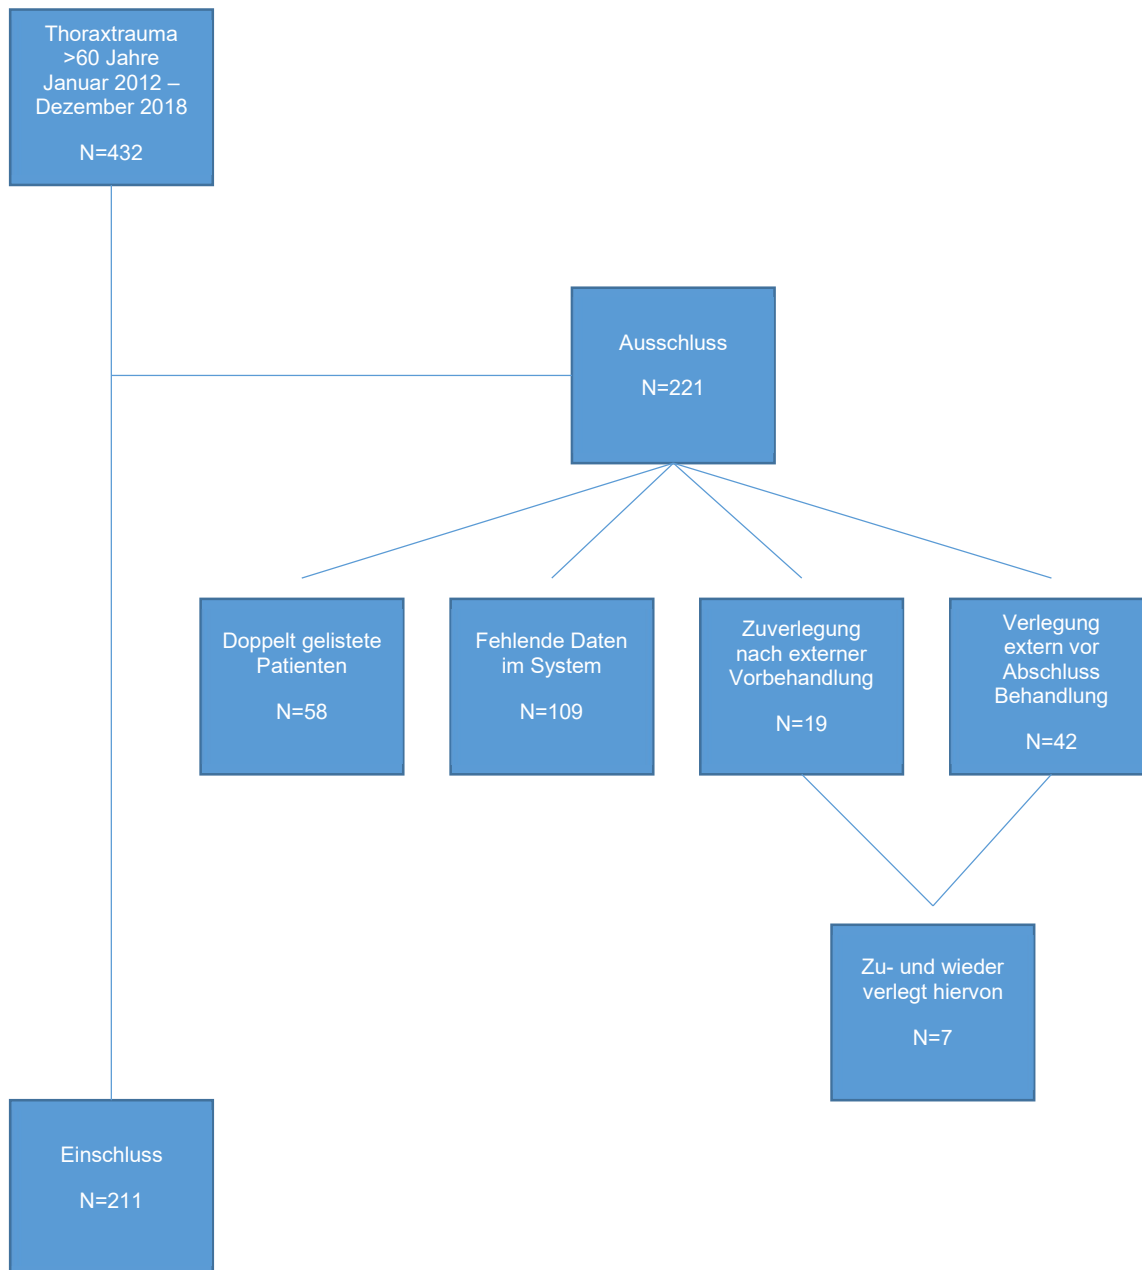 Thoraxtrauma
>60 Jahre
Januar 2012 –
Dezember 2018
N=432
Ausschluss
N=221
Doppelt gelistete
Patienten
N=58
Fehlende Daten
im System
N=109
Zuverlegung
nach externer
Vorbehandlung
N=19
Verlegung
extern vor
Abschluss
Behandlung
N=42
Zu- und wieder
verlegt hiervon
N=7
Einschluss
N=211